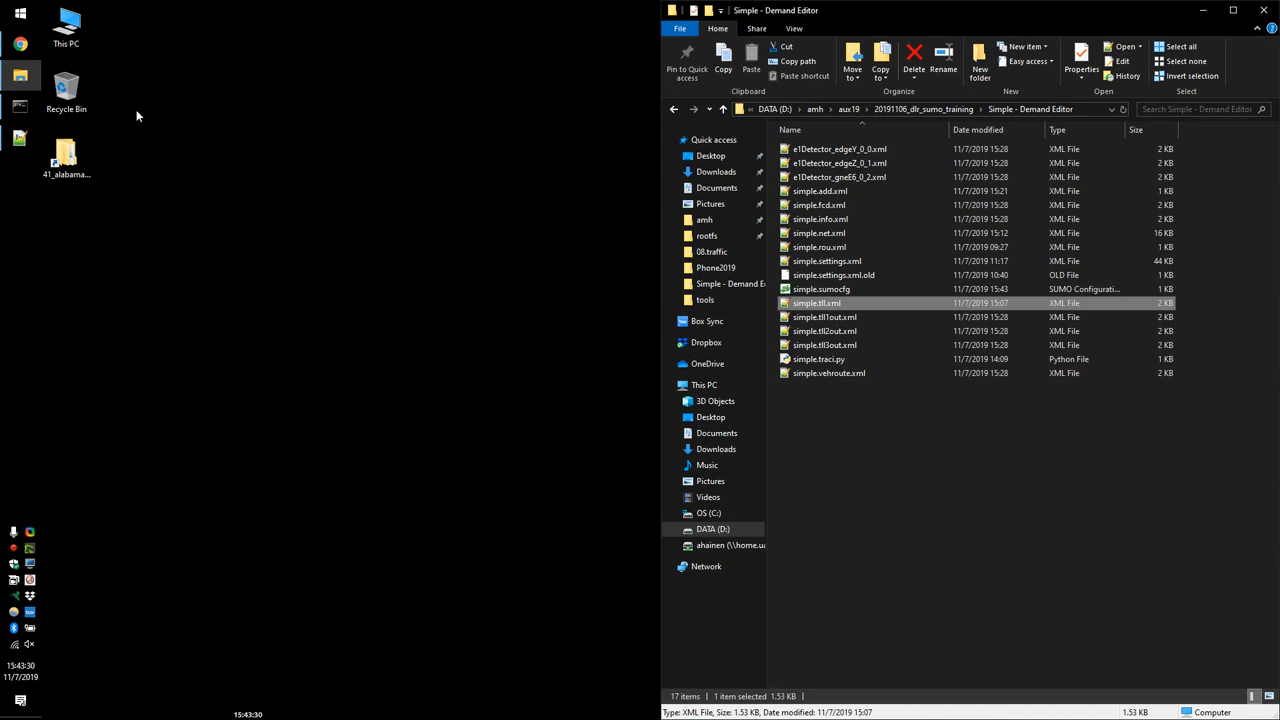 This PC
Recycle Bin
41_alabama...
15:43:30
11/7/2019
15:43:30
Simple - Demand Editor
File
Home
Share
View
Pin to Quick access
Copy
Paste
Cut
Copy path
Paste shortcut
Move to
Copy to
Delete
Rename
Organize
New folder
New item
Easy access
New
Properties
Open
Edit
History
Open
Select all
Select none
Invert selection
Select
« DATA (D:) › amh › aux19 › 20191106_dlr_sumo_training › Simple - Demand Editor
Search Simple - Demand Editor
Quick access
Desktop
Downloads
Documents
Pictures
amh
rootfs
08.traffic
Phone2019
Simple - Demand E
tools
Box Sync
Dropbox
OneDrive
This PC
3D Objects
Desktop
Documents
Downloads
Music
Pictures
Videos
OS (C:)
DATA (D:)
ahainen (\\home.ua
Network
Name Date modified Type Size
e1Detector_edgeY_0_0.xml 11/7/2019 15:28 XML File 2 KB
e1Detector_edgeZ_0_1.xml 11/7/2019 15:28 XML File 2 KB
e1Detector_gneE6_0_2.xml 11/7/2019 15:28 XML File 2 KB
simple.add.xml 11/7/2019 15:21 XML File 1 KB
simple.fcd.xml 11/7/2019 15:28 XML File 2 KB
simple.info.xml 11/7/2019 15:28 XML File 2 KB
simple.net.xml 11/7/2019 15:12 XML File 16 KB
simple.rou.xml 11/7/2019 09:27 XML File 1 KB
simple.settings.xml 11/7/2019 11:17 XML File 44 KB
simple.settings.xml.old 11/7/2019 10:40 OLD File 2 KB
simple.sumocfg 11/7/2019 15:43 SUMO Configurati... 1 KB
simple.tll.xml 11/7/2019 15:07 XML File 2 KB
simple.tll1out.xml 11/7/2019 15:28 XML File 2 KB
simple.tll2out.xml 11/7/2019 15:28 XML File 2 KB
simple.tll3out.xml 11/7/2019 15:28 XML File 2 KB
simple.traci.py 11/7/2019 14:09 Python File 1 KB
simple.vehroute.xml 11/7/2019 15:28 XML File 2 KB
17 items 1 item selected 1.53 KB
Type: XML File, Size: 1.53 KB, Date modified: 11/7/2019 15:07
Computer